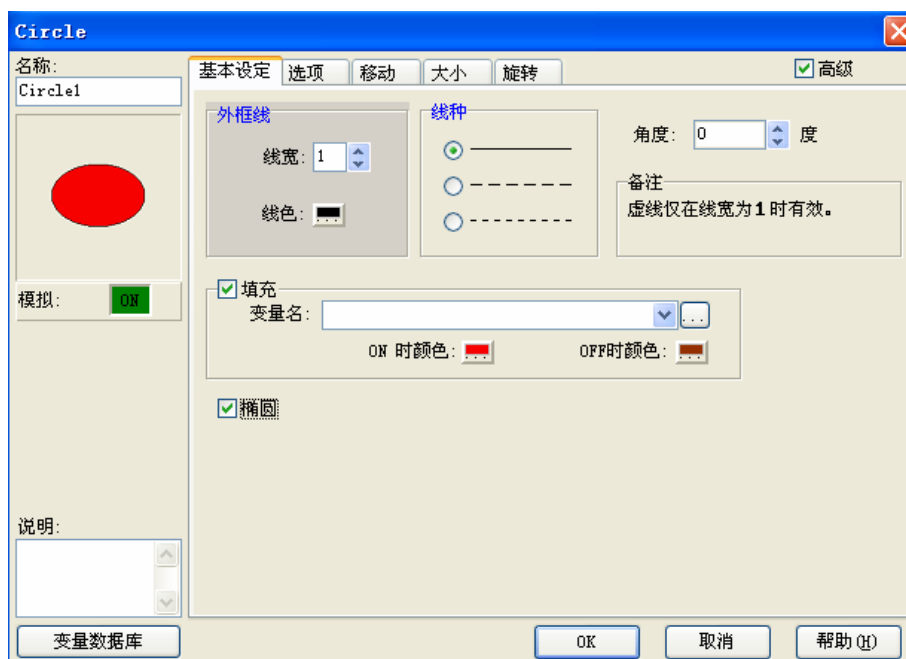 Circle
名称:
Circle1
基本设定 选项 移动 大小 旋转 高级
外框线
线宽: 1
线色: ...
线种
角度: 0 度
备注
虚线仅在线宽为1时有效。
模拟: ON
填充
变量名: ...
ON 时颜色: ... OFF时颜色: ...
椭圆
说明:
变量数据库 OK 取消 帮助(H)